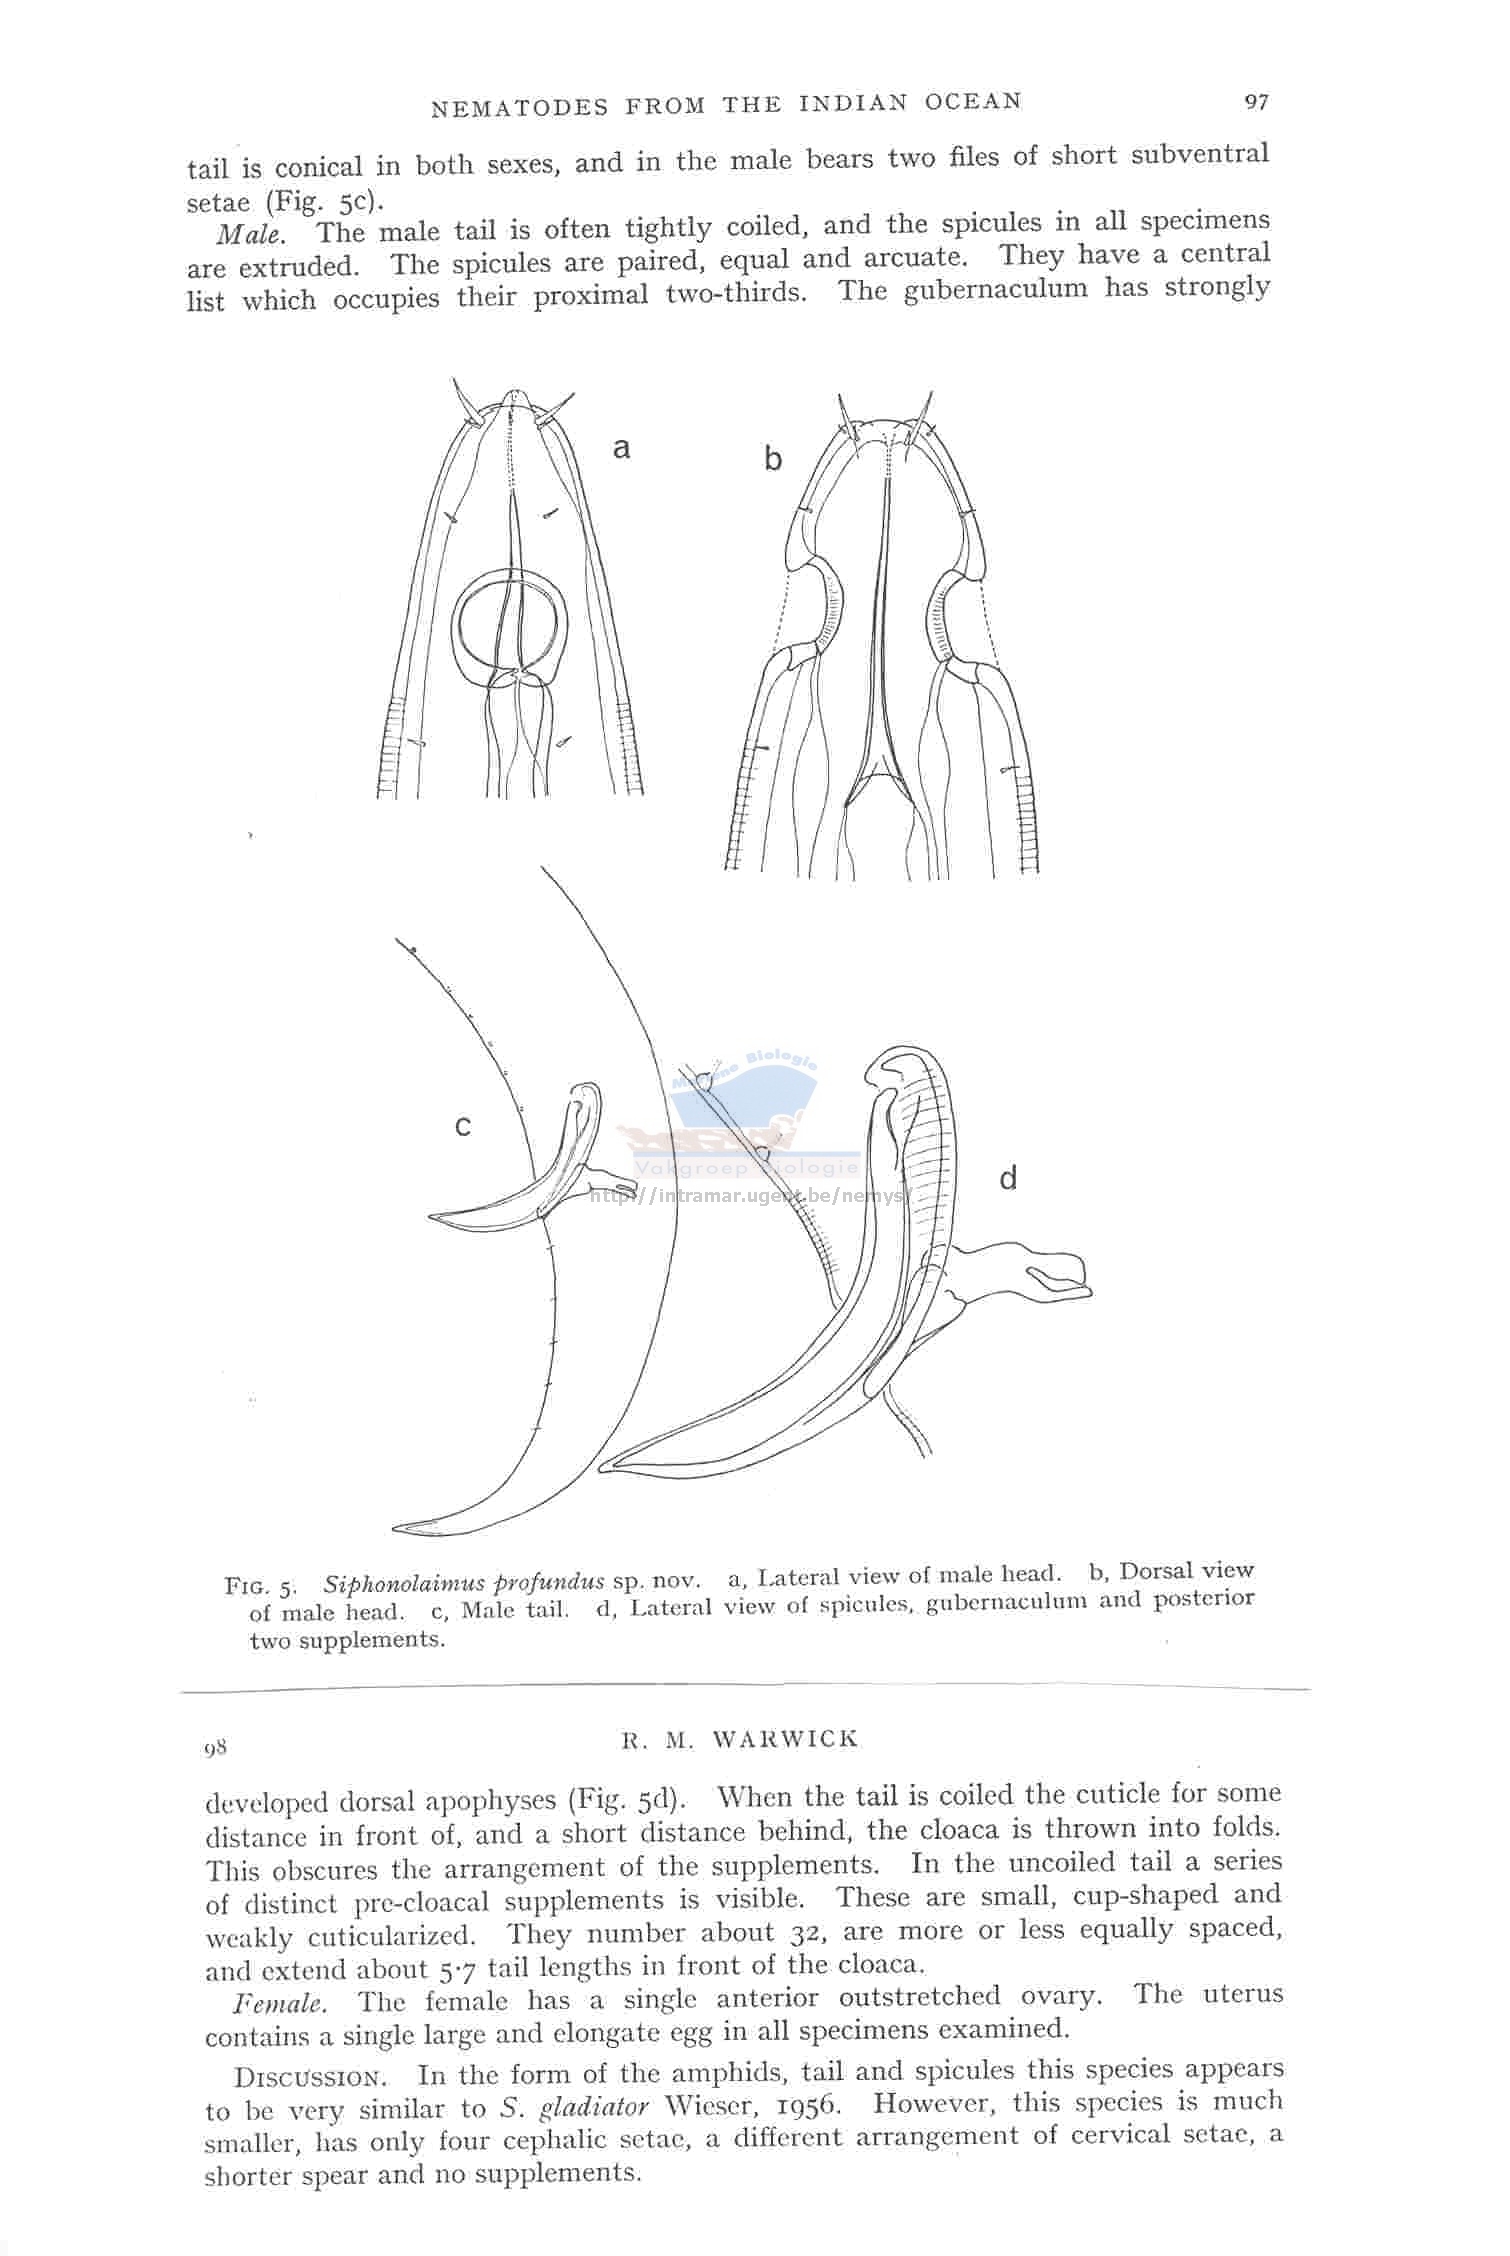 NEMATODES FROM THE INDIAN OCEAN 97
tail is conical in both sexes, and in the male bears two files of short subventral
setae (Fig. 5c).
Male. The male tail is often tightly coiled, and the spicules in all specimens
are extruded. The spicules are paired, equal and arcuate. They have a central
list which occupies their proximal two-thirds. The gubernaculum has strongly
a
b
c
Mariene Biologie
Vakgroep Biologie
http://intramar.ugent.be/nemys/
d
FIG. 5. Siphonolaimus profundus sp. nov. a, Lateral view of male head. b, Dorsal view
of male head. c, Male tail. d, Lateral view of spicules, gubernaculum and posterior
two supplements.
98 R. M. WARWICK
developed dorsal apophyses (Fig. 5d). When the tail is coiled the cuticle for some
distance in front of, and a short distance behind, the cloaca is thrown into folds.
This obscures the arrangement of the supplements. In the uncoiled tail a series
of distinct pre-cloacal supplements is visible. These are small, cup-shaped and
weakly cuticularized. They number about 32, are more or less equally spaced,
and extend about 5·7 tail lengths in front of the cloaca.
Female. The female has a single anterior outstretched ovary. The uterus
contains a single large and elongate egg in all specimens examined.
DISCUSSION. In the form of the amphids, tail and spicules this species appears
to be very similar to S. gladiator Wieser, 1956. However, this species is much
smaller, has only four cephalic setae, a different arrangement of cervical setae, a
shorter spear and no supplements.